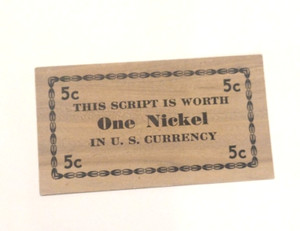 5c 5c
THIS SCRIPT IS WORTH
One Nickel
IN U. S. CURRENCY
5c 5c